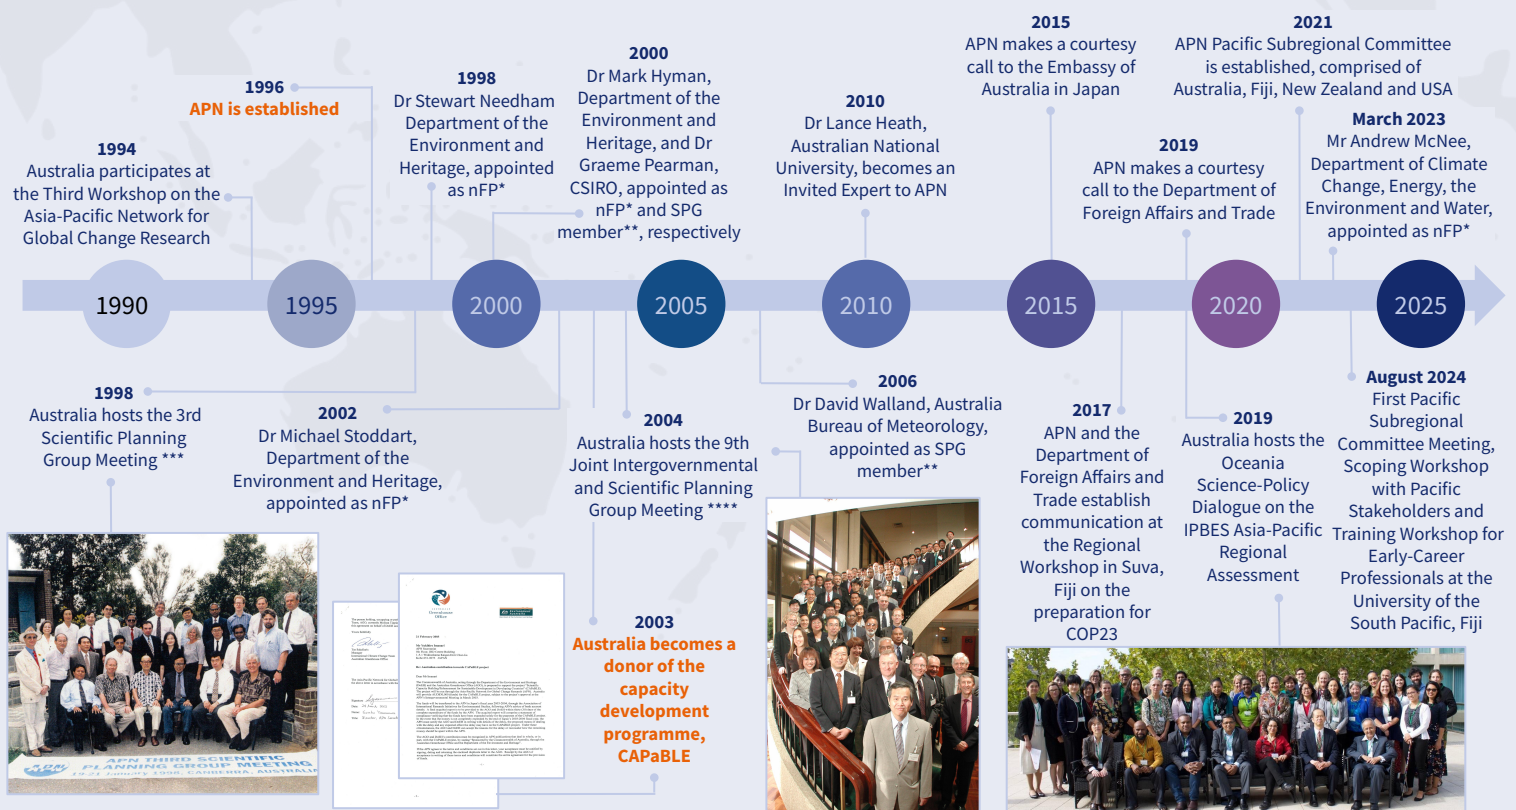 1994
Australia participates at
the Third Workshop on the
Asia-Pacific Network for
Global Change Research
1996
APN is established
1998
Dr Stewart Needham
Department of the
Environment and
Heritage, appointed
as nFP*
2000
Dr Mark Hyman,
Department of the
Environment and
Heritage, and Dr
Graeme Pearman,
CSIRO, appointed as
nFP* and SPG
member**, respectively
2010
Dr Lance Heath,
Australian National
University, becomes an
Invited Expert to APN
2015
APN makes a courtesy
call to the Embassy of
Australia in Japan
2019
APN makes a courtesy
call to the Department of
Foreign Affairs and Trade
2021
APN Pacific Subregional Committee
is established, comprised of
Australia, Fiji, New Zealand and USA
March 2023
Mr Andrew McNee,
Department of Climate
Change, Energy, the
Environment and Water,
appointed as nFP*
1990
1995
2000
2005
2010
2015
2020
2025
1998
Australia hosts the 3rd
Scientific Planning
Group Meeting ***
2002
Dr Michael Stoddart,
Department of the
Environment and Heritage,
appointed as nFP*
2004
Australia hosts the 9th
Joint Intergovernmental
and Scientific Planning
Group Meeting ****
2003
Australia becomes a
donor of the
capacity
development
programme,
CAPaBLE
2006
Dr David Walland, Australia
Bureau of Meteorology,
appointed as SPG
member**
2017
APN and the
Department of
Foreign Affairs and
Trade establish
communication at
the Regional
Workshop in Suva,
Fiji on the
preparation for
COP23
2019
Australia hosts the
Oceania
Science-Policy
Dialogue on the
IPBES Asia-Pacific
Regional
Assessment
August 2024
First Pacific
Subregional
Committee Meeting,
Scoping Workshop
with Pacific
Stakeholders and
Training Workshop for
Early-Career
Professionals at the
University of the
South Pacific, Fiji
APN THIRD SCIENTIFIC
PLANNING GROUP MEETING
19-21 January 1998, CANBERRA, AUSTRALIA